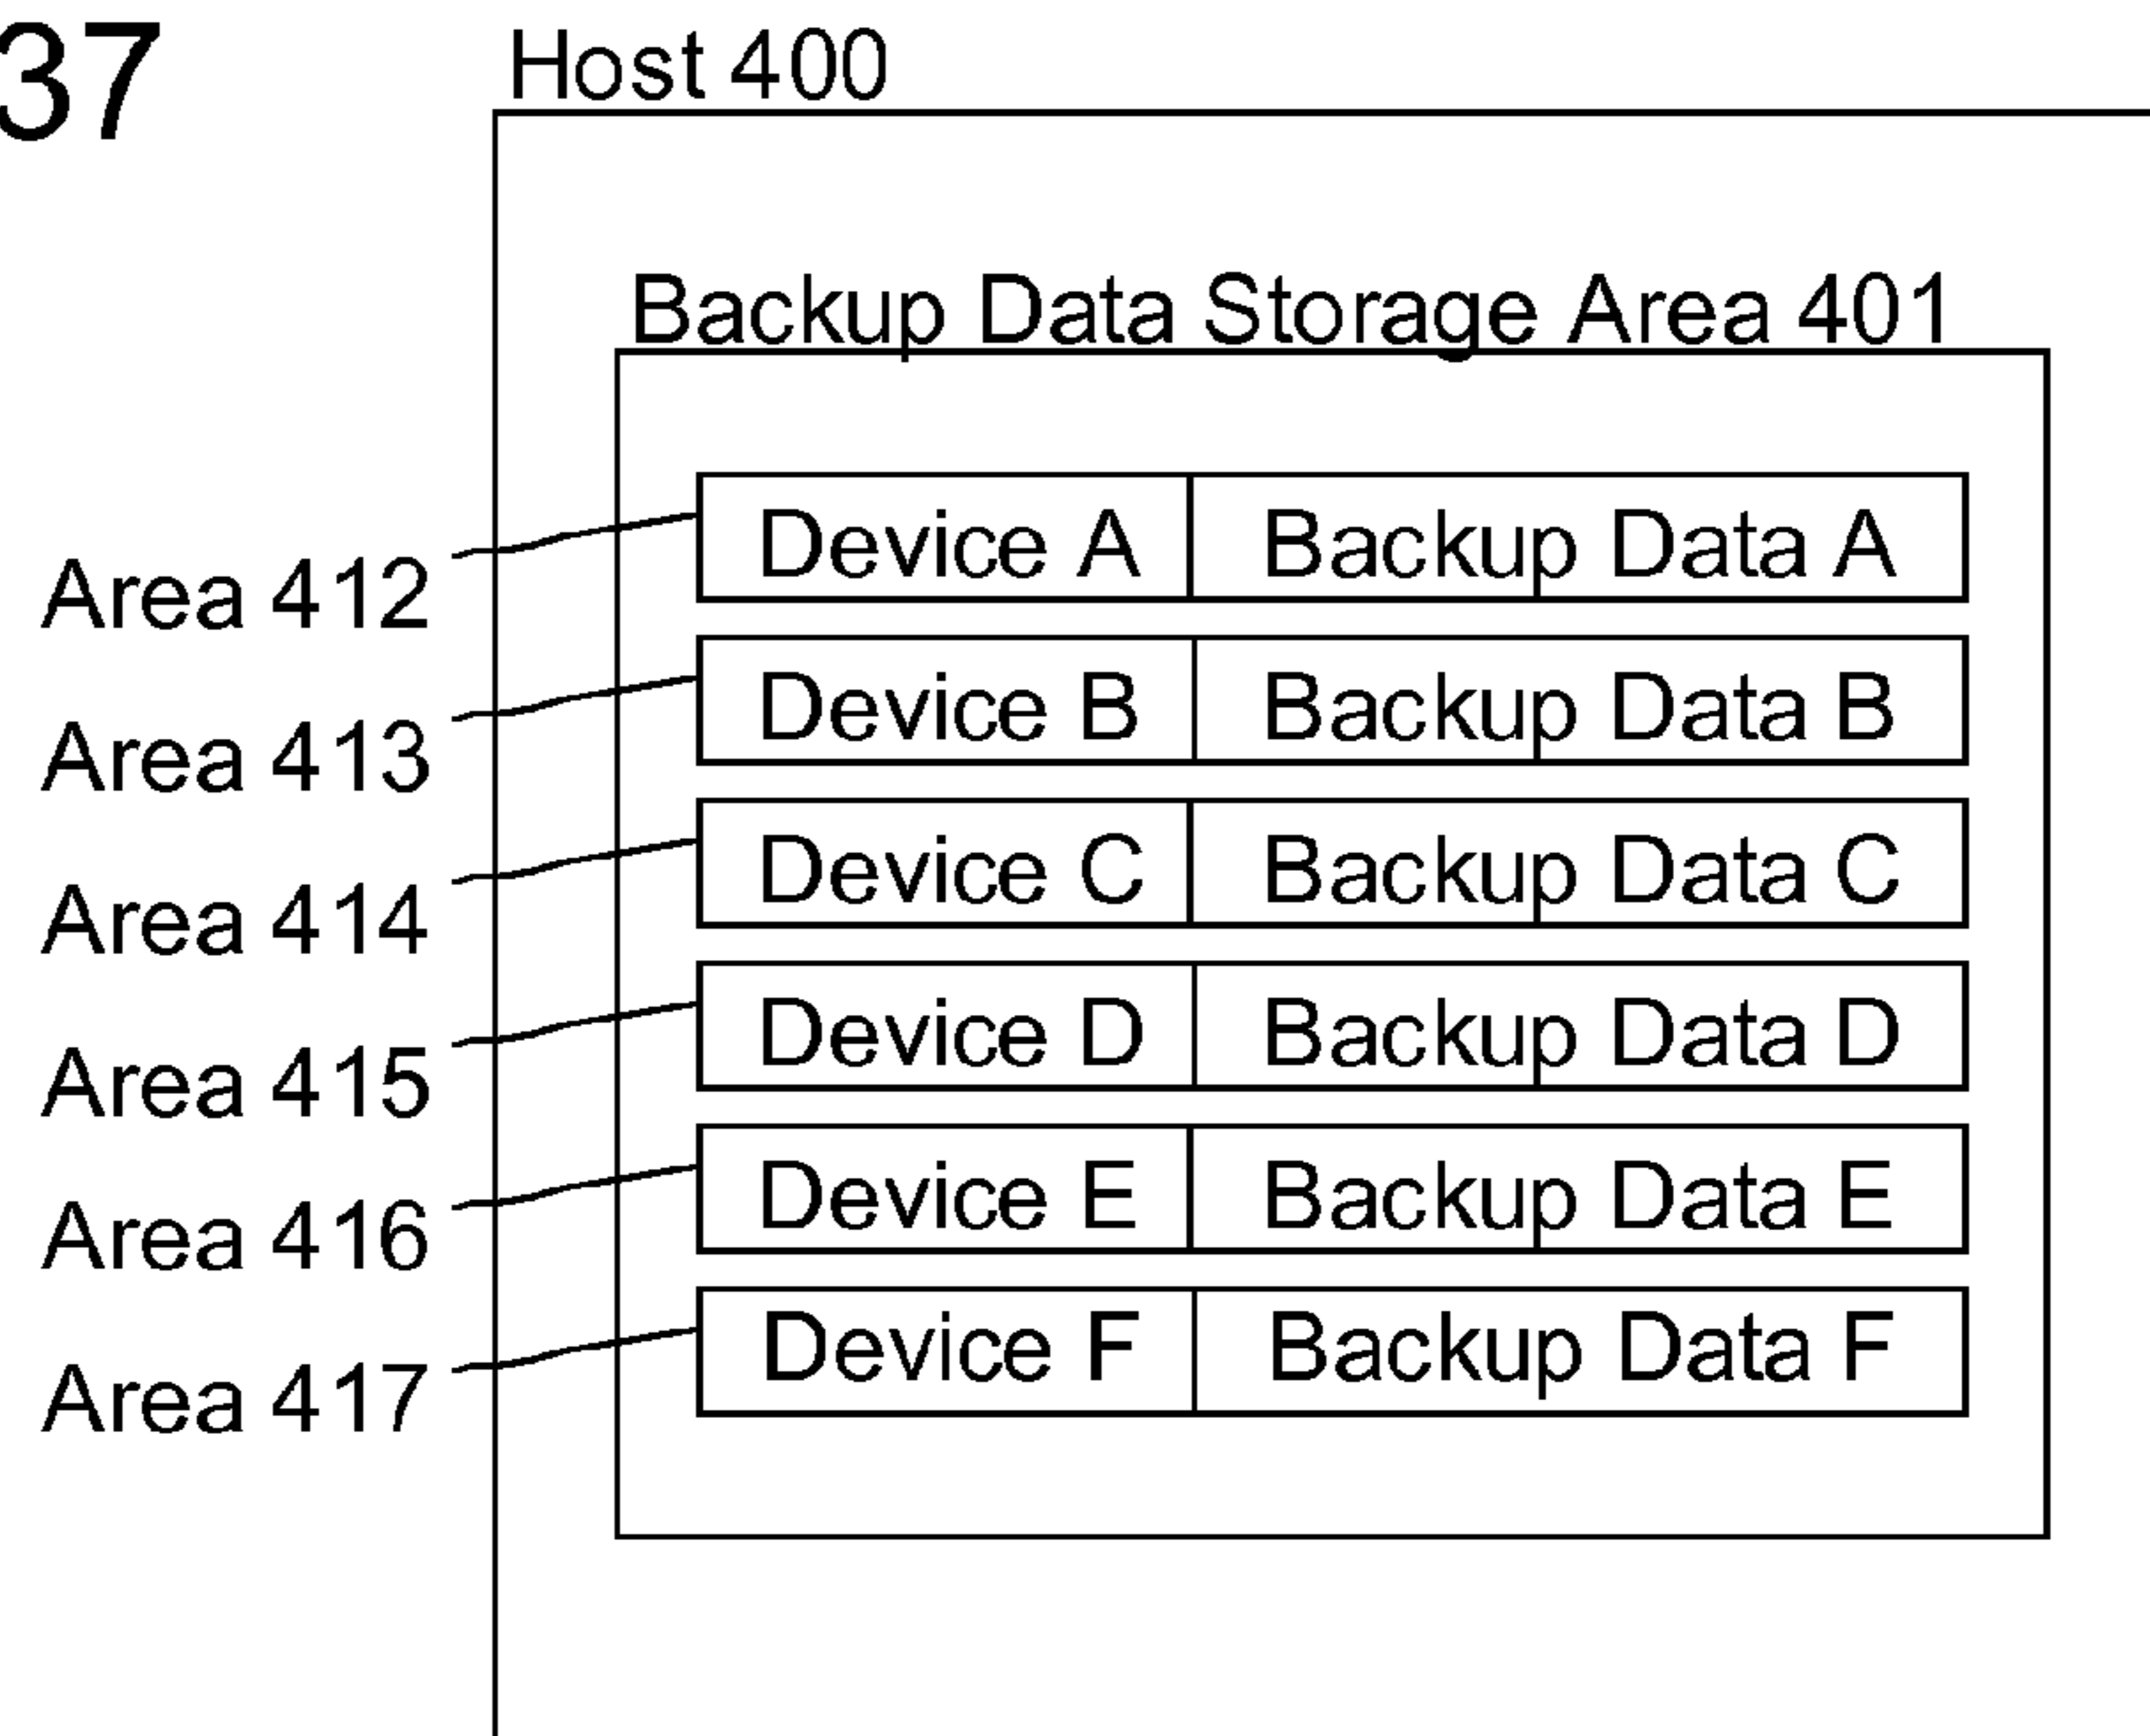 37
Host 400
Backup Data Storage Area 401
Area 412 Device A Backup Data A
Area 413 Device B Backup Data B
Area 414 Device C Backup Data C
Area 415 Device D Backup Data D
Area 416 Device E Backup Data E
Area 417 Device F Backup Data F